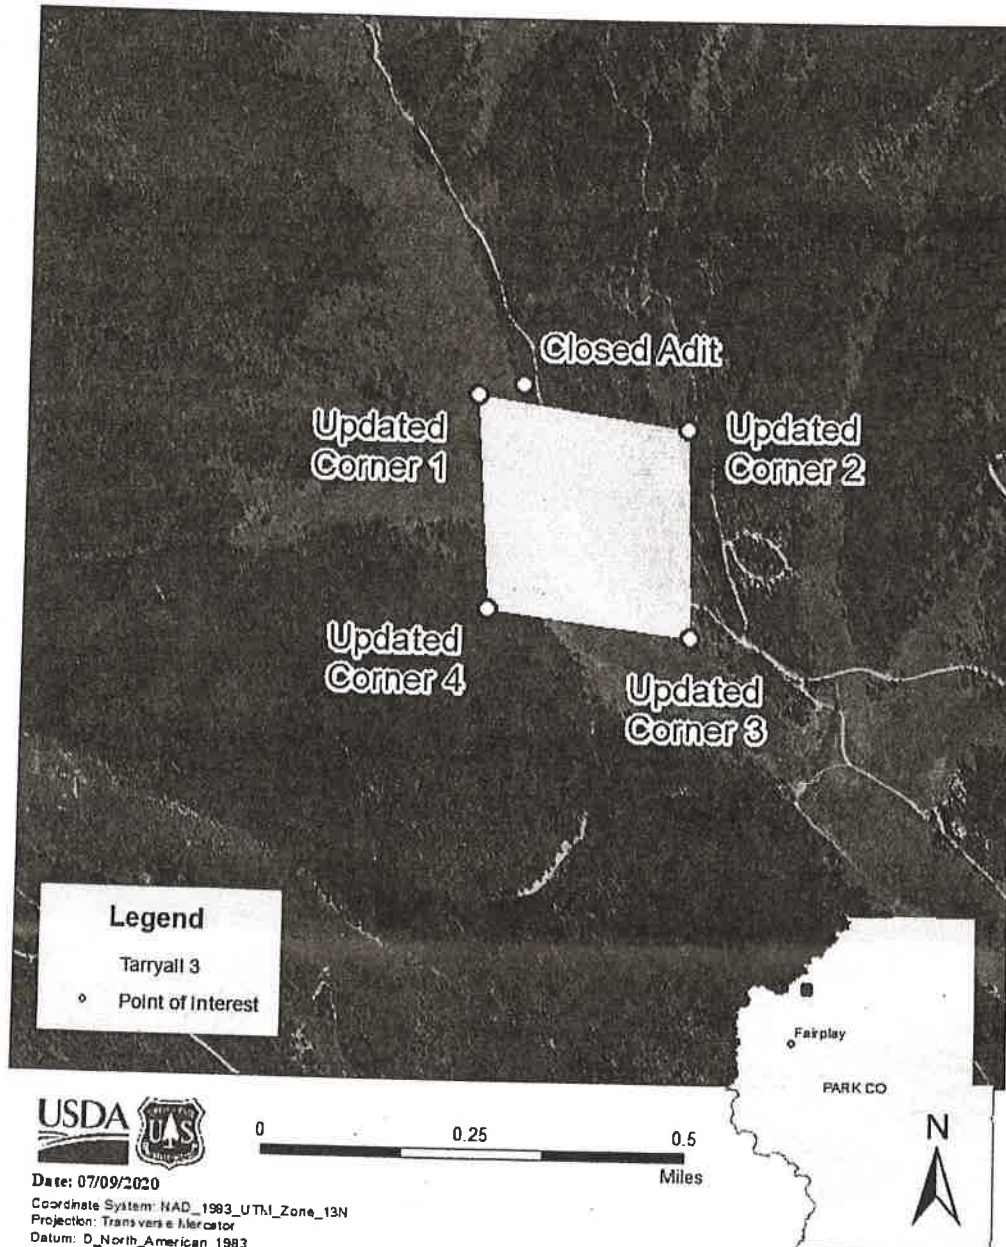 Closed Adit
Updated
Corner 1
Updated
Corner 2
Updated
Corner 4
Updated
Corner 3
Legend
Tarryall 3
Point of Interest
Fairplay
PARK CO
N
USDA
U S
0 0.25 0.5
Miles
Date: 07/09/2020
Coordinate System: NAD_1983_UTM_Zone_13N
Projection: Transverse Mercator
Datum: D_North_American_1983